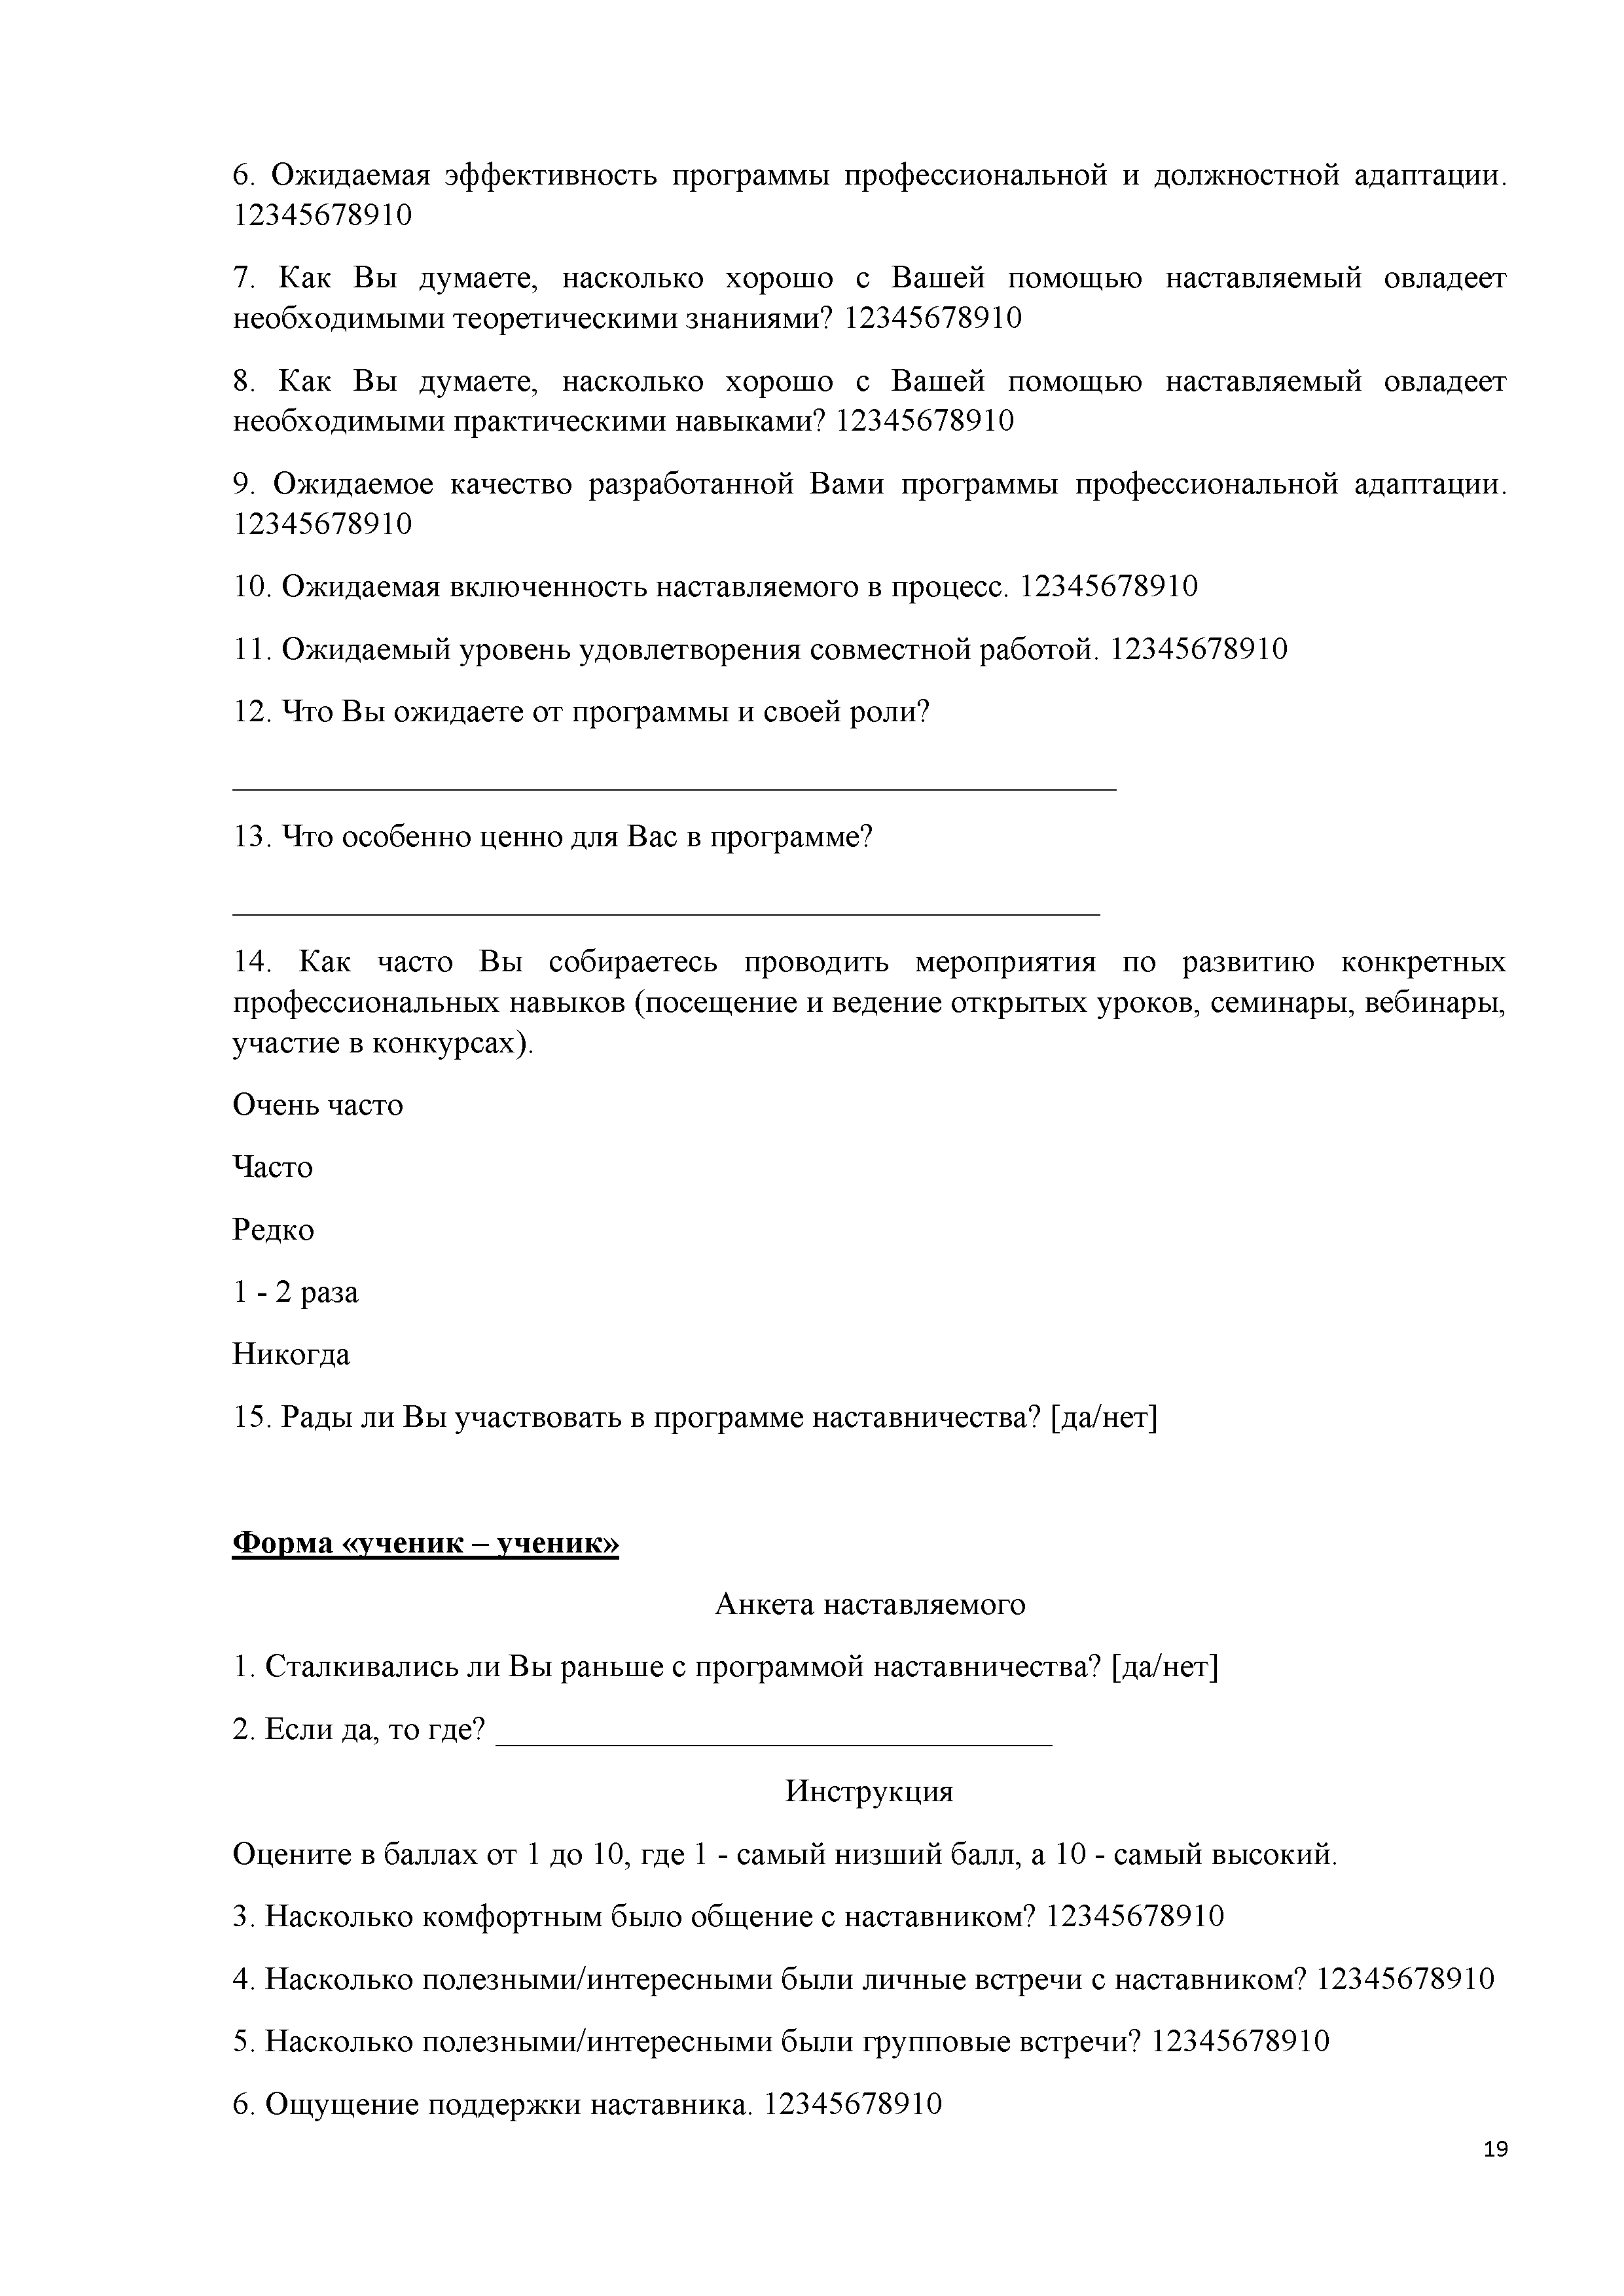 6. Ожидаемая эффективность программы профессиональной и должностной адаптации.
12345678910
7. Как Вы думаете, насколько хорошо с Вашей помощью наставляемый овладеет
необходимыми теоретическими знаниями? 12345678910
8. Как Вы думаете, насколько хорошо с Вашей помощью наставляемый овладеет
необходимыми практическими навыками? 12345678910
9. Ожидаемое качество разработанной Вами программы профессиональной адаптации.
12345678910
10. Ожидаемая включенность наставляемого в процесс. 12345678910
11. Ожидаемый уровень удовлетворения совместной работой. 12345678910
12. Что Вы ожидаете от программы и своей роли?
13. Что особенно ценно для Вас в программе?
14. Как часто Вы собираетесь проводить мероприятия по развитию конкретных
профессиональных навыков (посещение и ведение открытых уроков, семинары, вебинары,
участие в конкурсах).
Очень часто
Часто
Редко
1 - 2 раза
Никогда
15. Рады ли Вы участвовать в программе наставничества? [да/нет]
Форма «ученик – ученик»
Анкета наставляемого
1. Сталкивались ли Вы раньше с программой наставничества? [да/нет]
2. Если да, то где? __________________________________
Инструкция
Оцените в баллах от 1 до 10, где 1 - самый низший балл, а 10 - самый высокий.
3. Насколько комфортным было общение с наставником? 12345678910
4. Насколько полезными/интересными были личные встречи с наставником? 12345678910
5. Насколько полезными/интересными были групповые встречи? 12345678910
6. Ощущение поддержки наставника. 12345678910
19